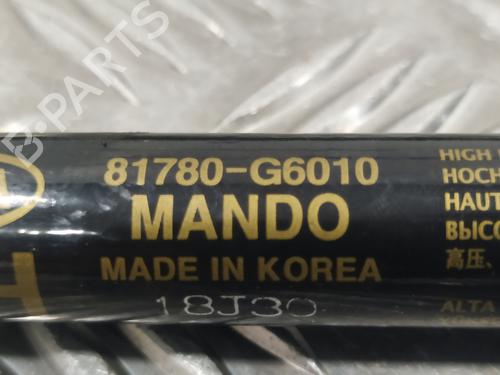 81780-G6010
MANDO
MADE IN KOREA
18J30
HIGH
HOCH
HAUT
ВЫСО
高压、
ALTA
B-PARTS